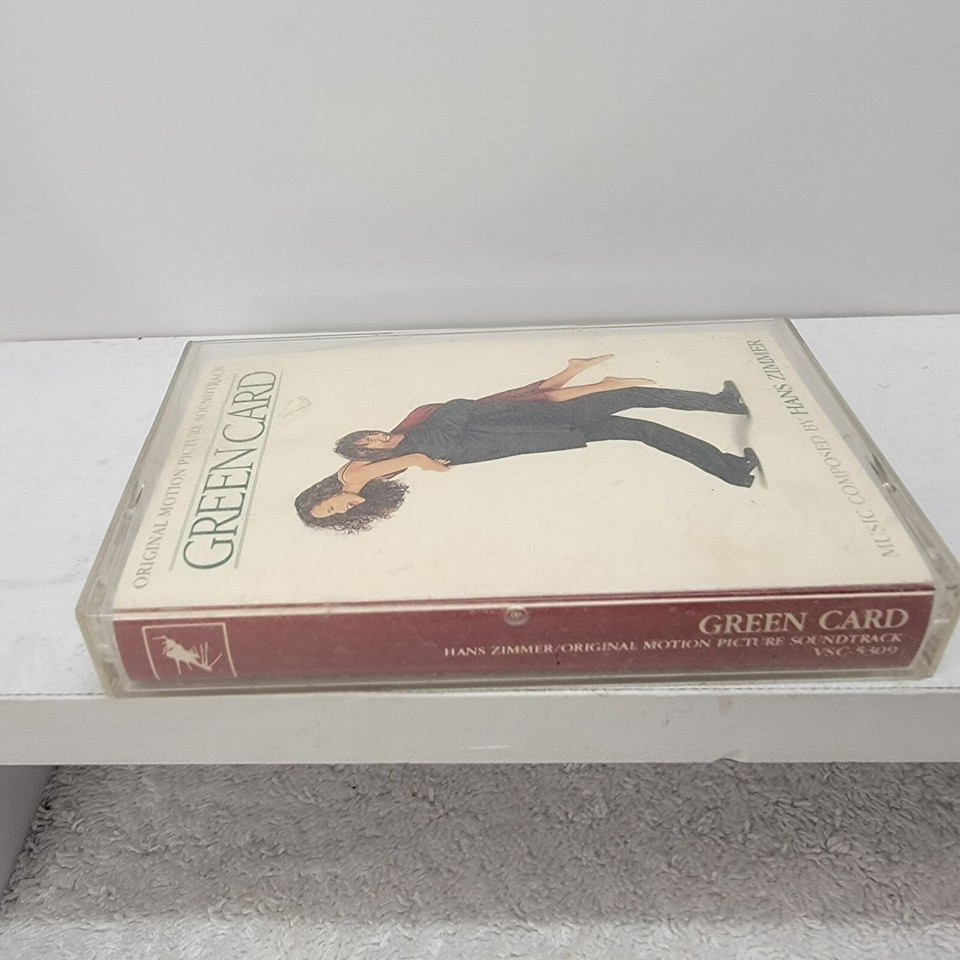 ORIGINAL MOTION PICTURE SOUNDTRACK
GREEN CARD
MUSIC COMPOSED BY HANS ZIMMER
GREEN CARD
HANS ZIMMER/ORIGINAL MOTION PICTURE SOUNDTRACK
VSC-5309